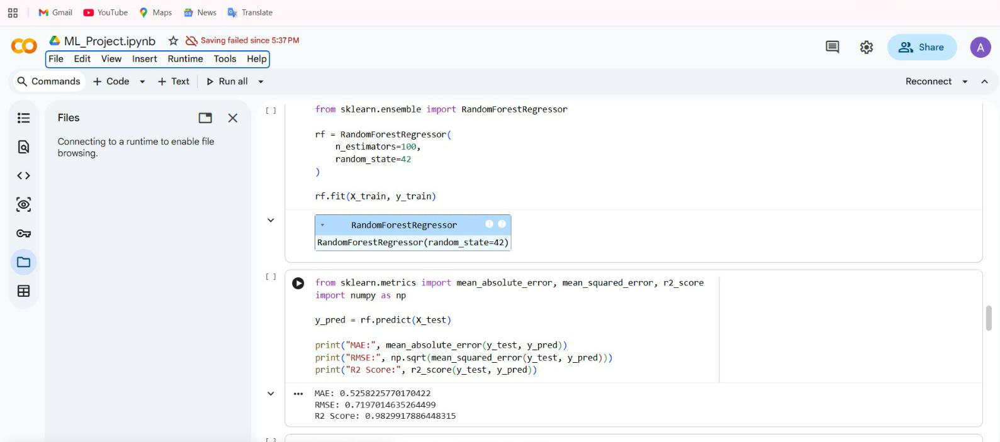 Gmail YouTube Maps News Translate
ML_Project.ipynb Saving failed since 5:37 PM
File Edit View Insert Runtime Tools Help
Share A
Commands + Code + Text Run all
Reconnect
Files
Connecting to a runtime to enable file
browsing.
[ ]
from sklearn.ensemble import RandomForestRegressor
rf = RandomForestRegressor(
n_estimators=100,
random_state=42
)
rf.fit(X_train, y_train)
RandomForestRegressor i ?
RandomForestRegressor(random_state=42)
[ ]
from sklearn.metrics import mean_absolute_error, mean_squared_error, r2_score
import numpy as np
y_pred = rf.predict(X_test)
print("MAE:", mean_absolute_error(y_test, y_pred))
print("RMSE:", np.sqrt(mean_squared_error(y_test, y_pred)))
print("R2 Score:", r2_score(y_test, y_pred))
MAE: 0.5258225770170422
RMSE: 0.7197014635264499
R2 Score: 0.9829917886448315
[ ]